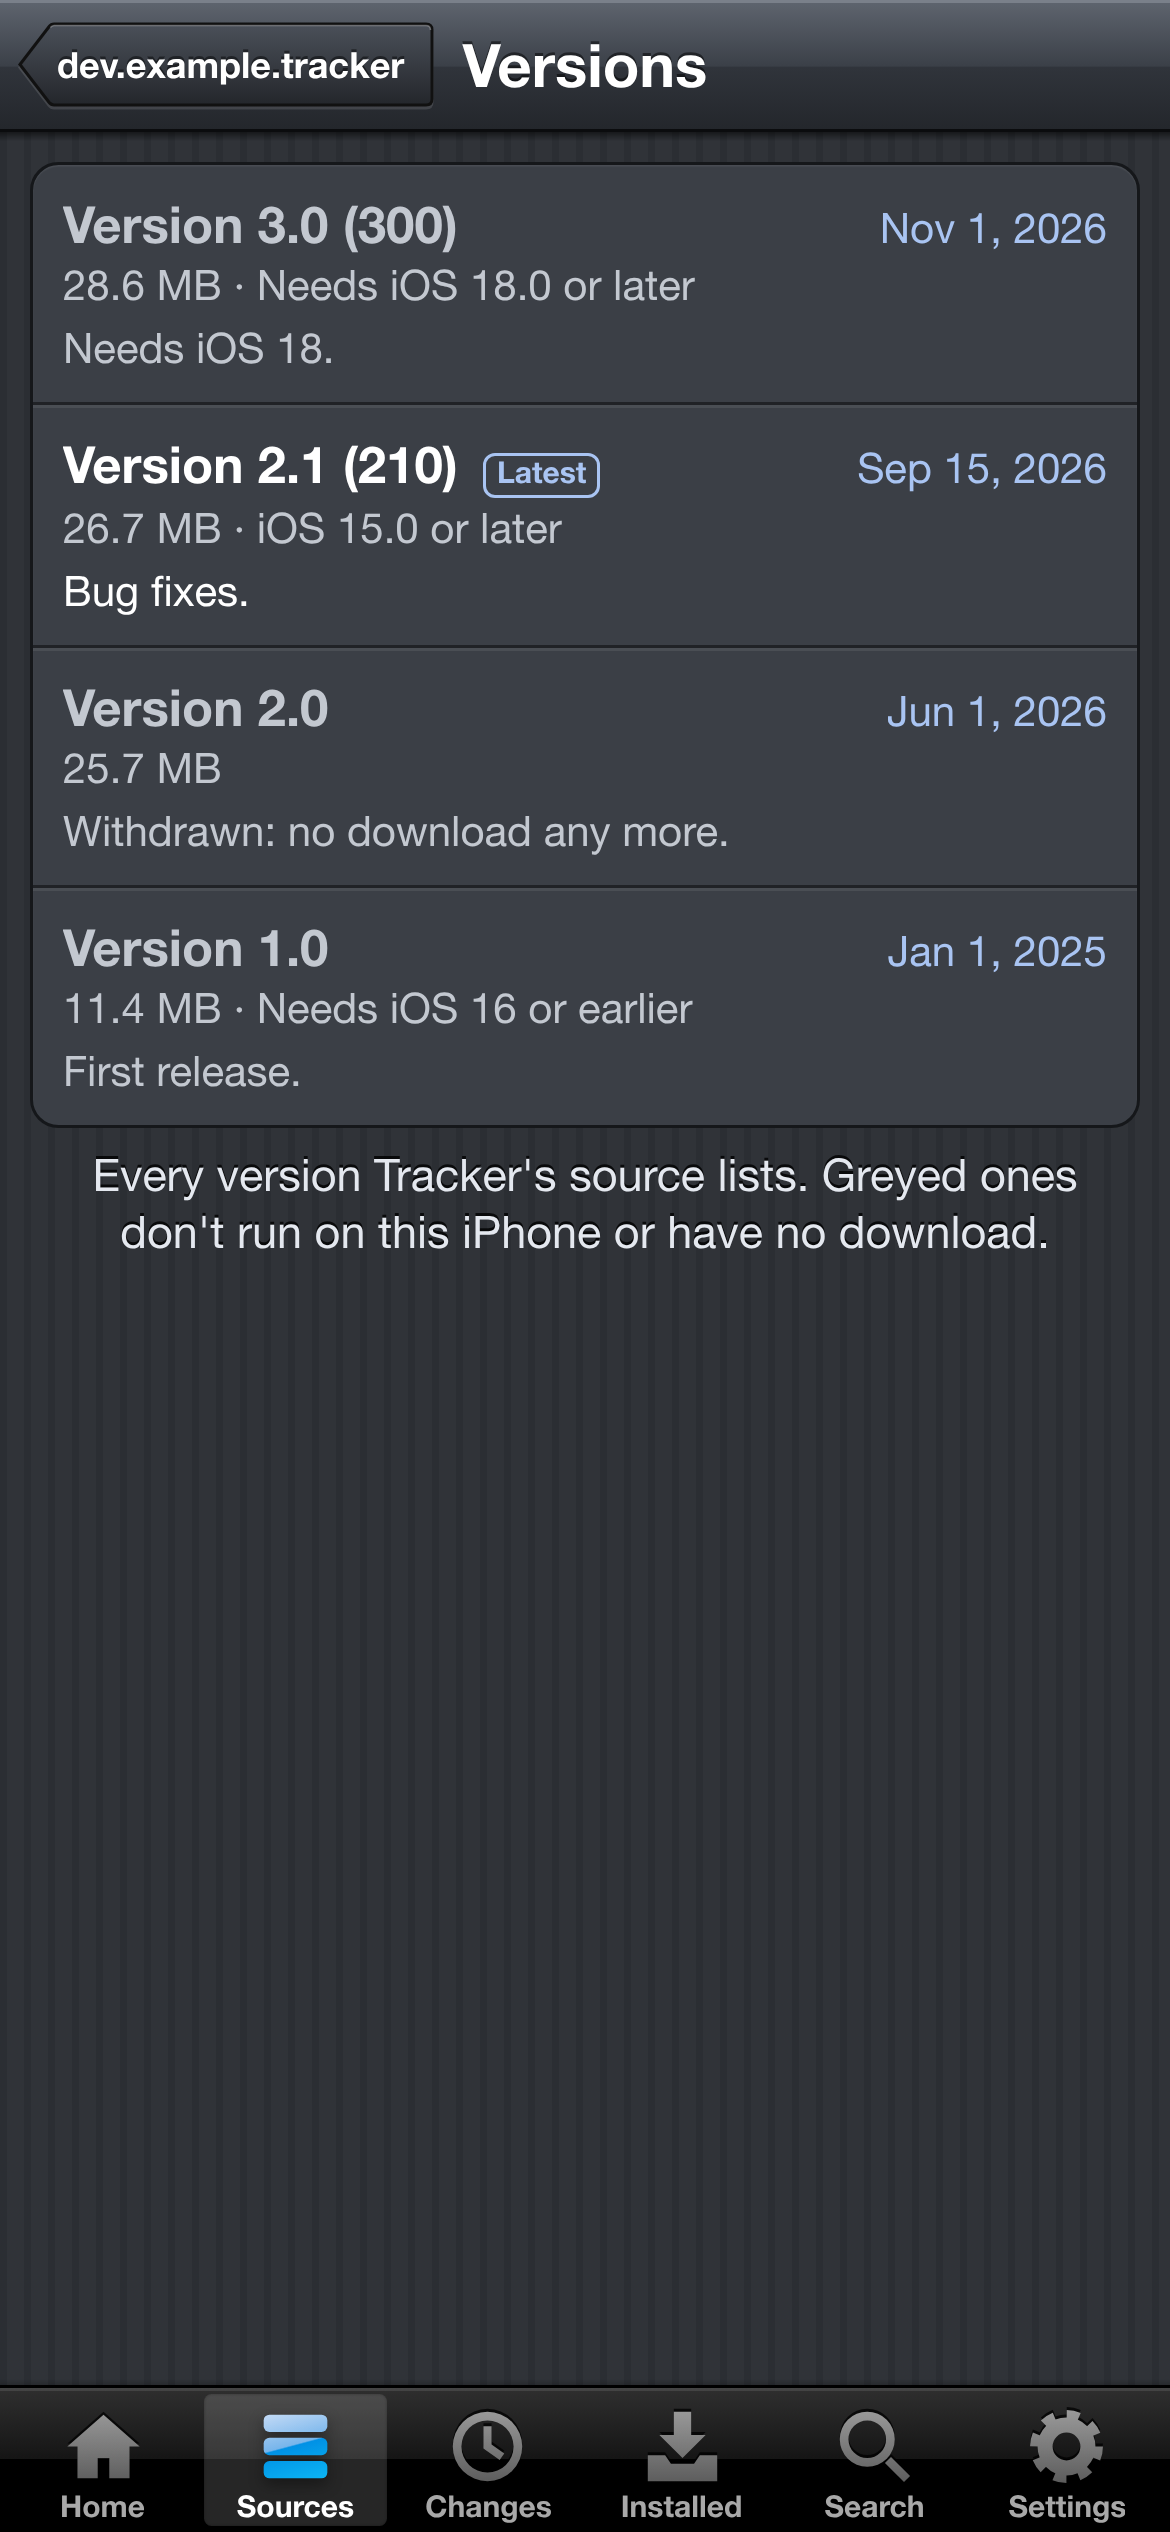 dev.example.tracker
Versions
Version 3.0 (300)
Nov 1, 2026
28.6 MB · Needs iOS 18.0 or later
Needs iOS 18.
Version 2.1 (210)
Latest
Sep 15, 2026
26.7 MB · iOS 15.0 or later
Bug fixes.
Version 2.0
Jun 1, 2026
25.7 MB
Withdrawn: no download any more.
Version 1.0
Jan 1, 2025
11.4 MB · Needs iOS 16 or earlier
First release.
Every version Tracker's source lists. Greyed ones
don't run on this iPhone or have no download.
Home
Sources
Changes
Installed
Search
Settings